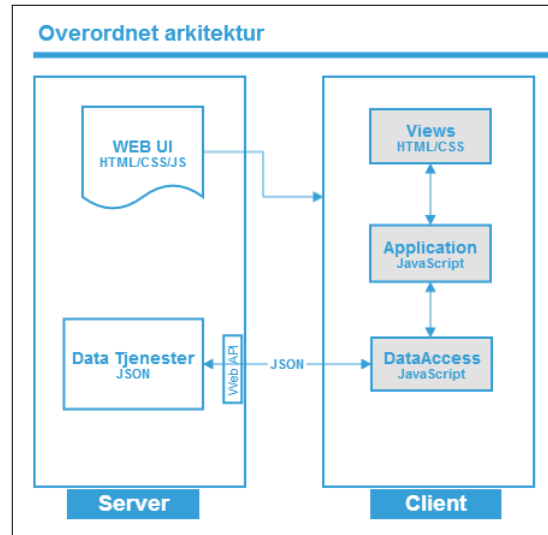 Overordnet arkitektur
WEB UI
HTML/CSS/JS
Data Tjenester
JSON
Web API
Server
JSON
Views
HTML/CSS
Application
JavaScript
DataAccess
JavaScript
Client